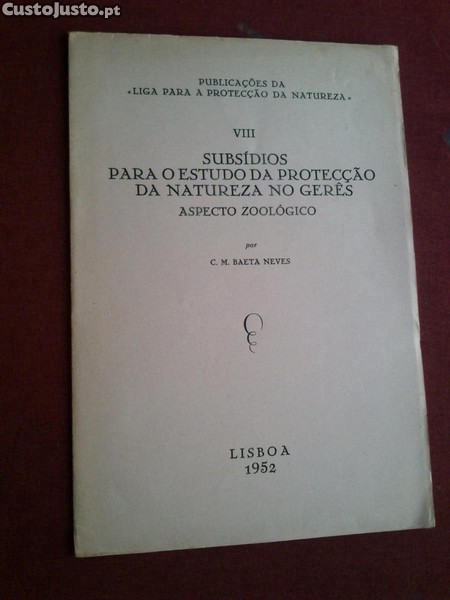 CustoJusto.pt
PUBLICAÇÕES DA
«LIGA PARA A PROTECÇÃO DA NATUREZA»
VIII
SUBSÍDIOS
PARA O ESTUDO DA PROTECÇÃO
DA NATUREZA NO GERÊS
ASPECTO ZOOLÓGICO
por
C. M. BAETA NEVES
LISBOA
1952